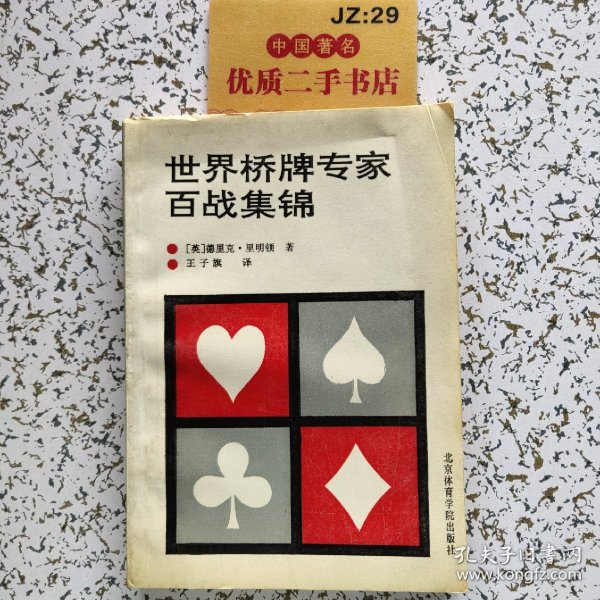 JZ:29
中国著名
优质二手书店
世界桥牌专家
百战集锦
[英]德里克·里明顿 著
王子旗 译
北京体育学院出版社
孔夫子旧书网
www.kongfz.com